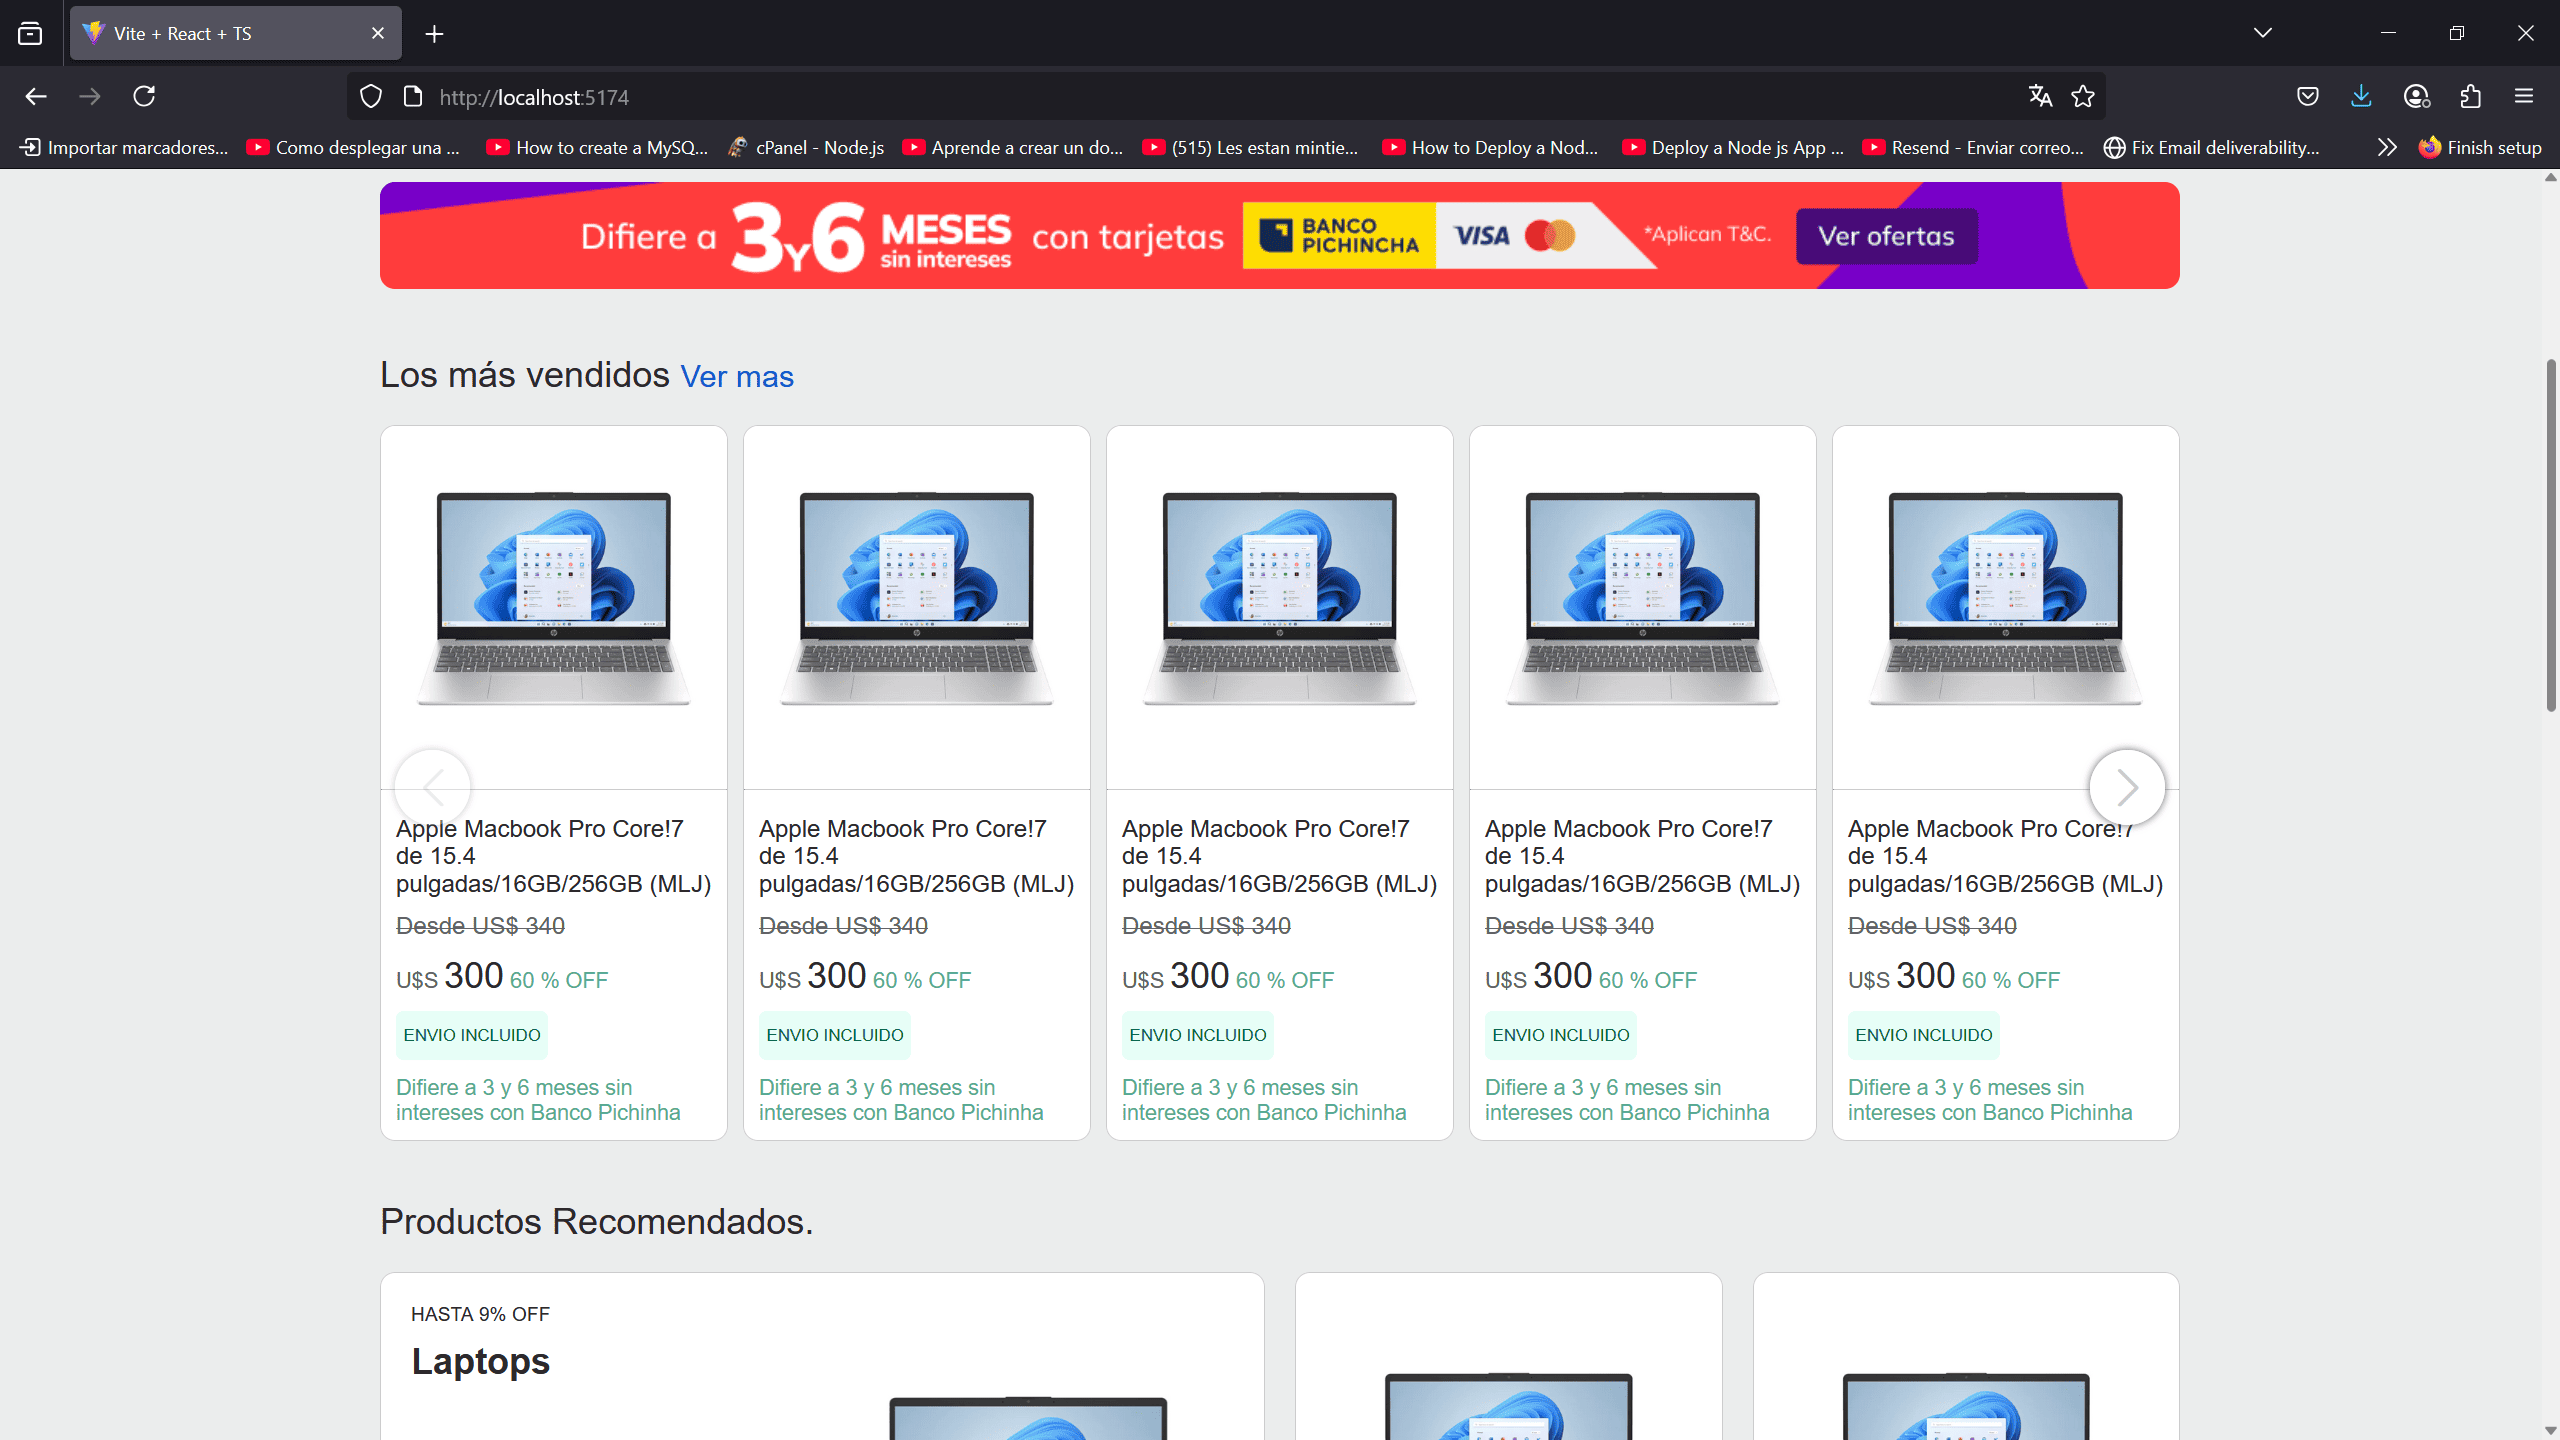 Vite + React + TS
http://localhost:5174
Importar marcadores...
Como desplegar una ...
How to create a MySQ...
cPanel - Node.js
Aprende a crear un do...
(515) Les estan mintie...
How to Deploy a Nod...
Deploy a Node js App ...
Resend - Enviar correo...
Fix Email deliverability...
Finish setup
Difiere a 3 Y 6 MESES sin intereses con tarjetas BANCO PICHINCHA VISA *Aplican T&C. Ver ofertas
Los más vendidos Ver mas
Apple Macbook Pro Core!7
de 15.4
pulgadas/16GB/256GB (MLJ)
Desde US$ 340
U$S 300 60 % OFF
ENVIO INCLUIDO
Difiere a 3 y 6 meses sin
intereses con Banco Pichinha
Apple Macbook Pro Core!7
de 15.4
pulgadas/16GB/256GB (MLJ)
Desde US$ 340
U$S 300 60 % OFF
ENVIO INCLUIDO
Difiere a 3 y 6 meses sin
intereses con Banco Pichinha
Apple Macbook Pro Core!7
de 15.4
pulgadas/16GB/256GB (MLJ)
Desde US$ 340
U$S 300 60 % OFF
ENVIO INCLUIDO
Difiere a 3 y 6 meses sin
intereses con Banco Pichinha
Apple Macbook Pro Core!7
de 15.4
pulgadas/16GB/256GB (MLJ)
Desde US$ 340
U$S 300 60 % OFF
ENVIO INCLUIDO
Difiere a 3 y 6 meses sin
intereses con Banco Pichinha
Apple Macbook Pro Core!7
de 15.4
pulgadas/16GB/256GB (MLJ)
Desde US$ 340
U$S 300 60 % OFF
ENVIO INCLUIDO
Difiere a 3 y 6 meses sin
intereses con Banco Pichinha
Productos Recomendados.
HASTA 9% OFF
Laptops